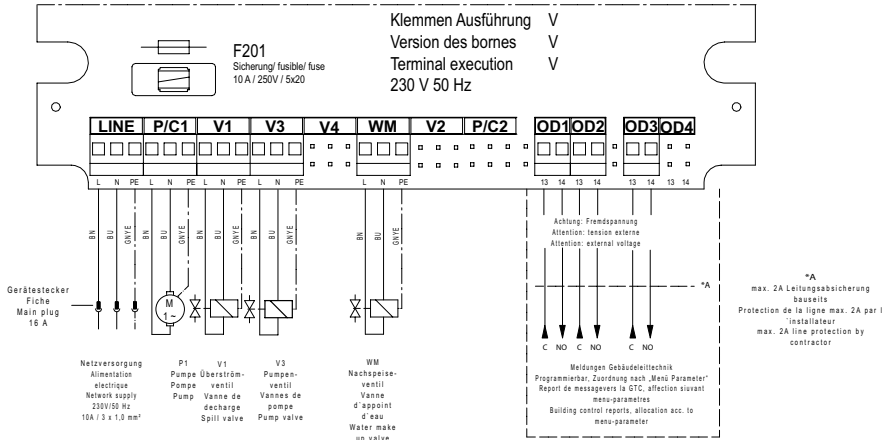 Klemmen Ausführung V
Version des bornes V
Terminal execution V
230 V 50 Hz
F201
Sicherung/ fusible/ fuse
10 A / 250V / 5x20
LINE P/C1 V1 V3 V4 WM V2 P/C2 OD1 OD2 OD3 OD4
L N PE L N PE L N PE L N PE L N PE 13 14 13 14 13 14 13 14
BN BU GNYE BN BU GNYE BN BU GNYE BN BU GNYE BN BU GNYE
Achtung: Fremdspannung
Attention: tension externe
Attention: external voltage
*A
Gerätestecker
Fiche
Main plug
16 A
M
1 ~
C NO C NO C NO
*A
max. 2A Leitungsabsicherung
bauseits
Protection de la ligne max. 2A par l
`installateur
max. 2A line protection by
contractor
Netzversorgung
Alimentation
electrique
Network supply
230V/50 Hz
10A / 3 x 1,0 mm²
P1
Pumpe
Pompe
Pump
V1
Überström-
ventil
Vanne de
decharge
Spill valve
V3
Pumpen-
ventil
Vannes de
pompe
Pump valve
WM
Nachspeise-
ventil
Vanne
d`appoint
d`eau
Water make
up valve
Meldungen Gebäudeleittechnik
Programmierbar, Zuordnung nach „Menü Parameter"
Report de messagevers la GTC, affection siuvant
menu-parametres
Building control reports, allocation acc. to
menu-parameter